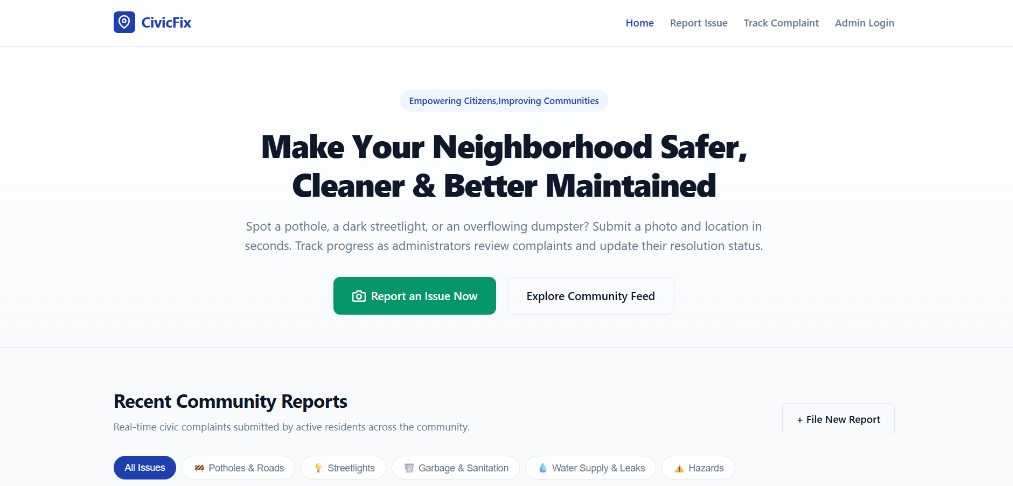 CivicFix
Home
Report Issue
Track Complaint
Admin Login
Empowering Citizens,Improving Communities
Make Your Neighborhood Safer,
Cleaner & Better Maintained
Spot a pothole, a dark streetlight, or an overflowing dumpster? Submit a photo and location in
seconds. Track progress as administrators review complaints and update their resolution status.
Report an Issue Now
Explore Community Feed
Recent Community Reports
Real-time civic complaints submitted by active residents across the community.
+ File New Report
All Issues
Potholes & Roads
Streetlights
Garbage & Sanitation
Water Supply & Leaks
Hazards